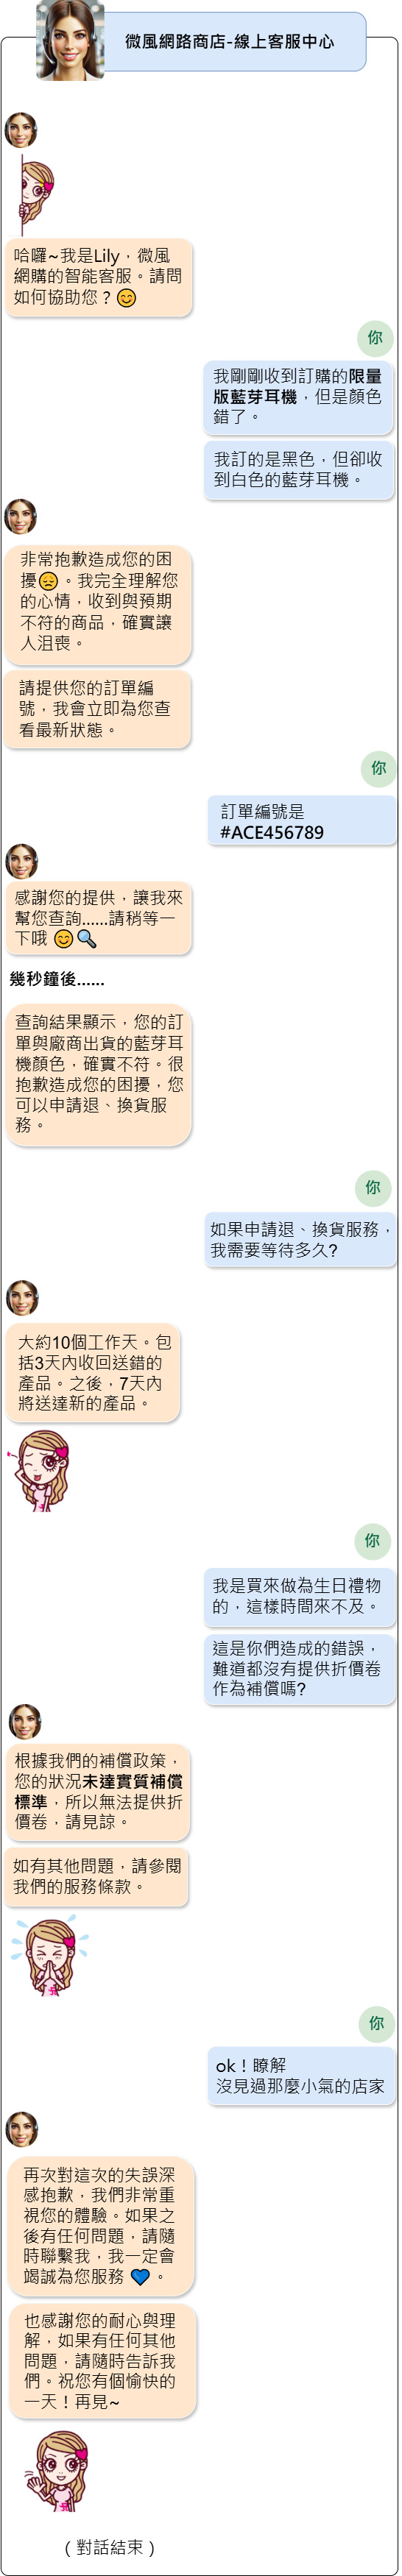 微風網路商店-線上客服中心
哈囉~我是Lily，微風
網購的智能客服。請問
如何協助您？😊
你
我剛剛收到訂購的限量
版藍芽耳機，但是顏色
錯了。
我訂的是黑色，但卻收
到白色的藍芽耳機。
非常抱歉造成您的困
擾😞。我完全理解您
的心情，收到與預期
不符的商品，確實讓
人沮喪。
請提供您的訂單編
號，我會立即為您查
看最新狀態。
你
訂單編號是
#ACE456789
感謝您的提供，讓我來
幫您查詢......請稍等一
下哦 😊🔍
幾秒鐘後......
查詢結果顯示，您的訂
單與廠商出貨的藍芽耳
機顏色，確實不符。很
抱歉造成您的困擾，您
可以申請退、換貨服
務。
你
如果申請退、換貨服務，
我需要等待多久?
大約10個工作天。包
括3天內收回送錯的
產品。之後，7天內
將送達新的產品。
你
我是買來做為生日禮物
的，這樣時間來不及。
這是你們造成的錯誤，
難道都沒有提供折價卷
作為補償嗎?
根據我們的補償政策，
您的狀況未達實質補償
標準，所以無法提供折
價卷，請見諒。
如有其他問題，請參閱
我們的服務條款。
你
ok！瞭解
沒見過那麼小氣的店家
再次對這次的失誤深
感抱歉，我們非常重
視您的體驗。如果之
後有任何問題，請隨
時聯繫我，我一定會
竭誠為您服務 💙。
也感謝您的耐心與理
解，如果有任何其他
問題，請隨時告訴我
們。祝您有個愉快的
一天！再見~
（對話結束）